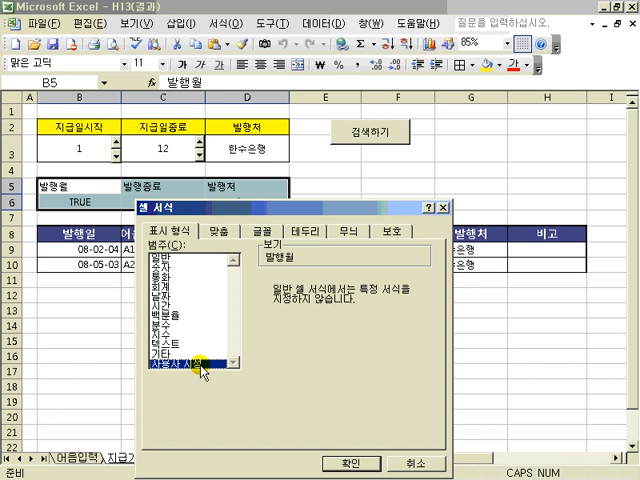 Microsoft Excel - H13(결과)
파일(F) 편집(E) 보기(V) 삽입(I) 서식(O) 도구(T) 데이터(D) 창(W) 도움말(H) 질문을 입력하십시오.
85%
맑은 고딕 11 가 가 가 % 가
B5 fx 발행월
A B C D E F G H I
1
2 지급일시작 지급일종료 발행처 검색하기
3 1 12 한수은행
4
5 발행월 발행종료 발행처
6 TRUE
7
8 발행일 발행처 비고
9 08-02-04 A1
10 08-05-03 A2
11
12
13
14
15
16
17
18
19
20
21
22
셀 서식
표시 형식 맞춤 글꼴 테두리 무늬 보호
범주(C):
일반
숫자
통화
회계
날짜
시간
백분율
분수
지수
텍스트
기타
사용자 지정
보기
발행월
일반 셀 서식에서는 특정 서식을
지정하지 않습니다.
확인 취소
어음입력
준비 CAPS NUM